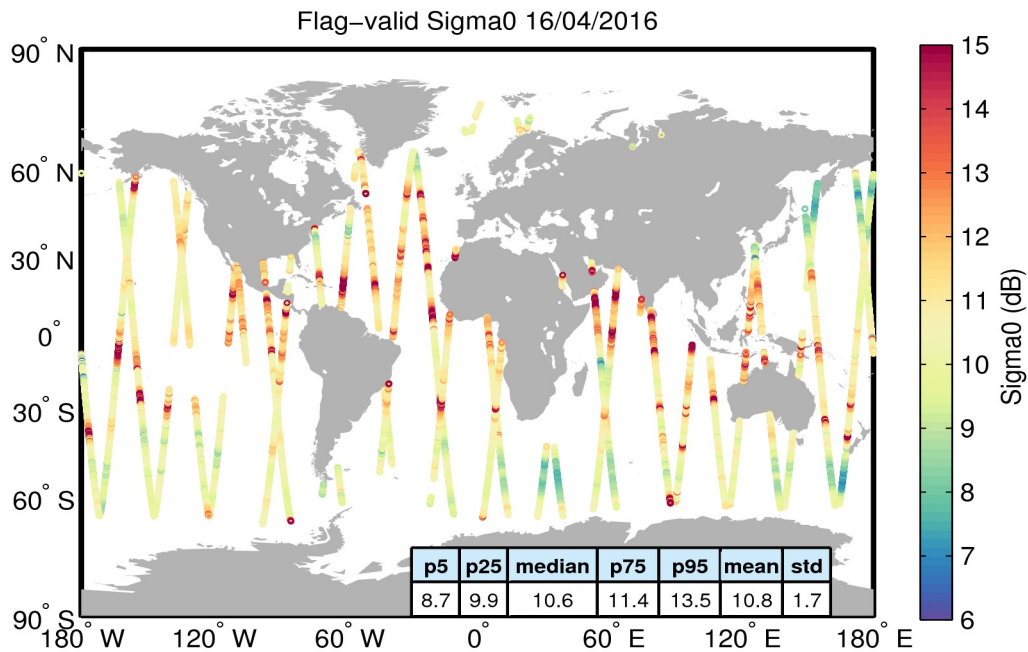 Flag−valid Sigma0 16/04/2016
90° N
60° N
30° N
0°
30° S
60° S
90° S
180° W
120° W
60° W
0°
60° E
120° E
180° E
p5 p25 median p75 p95 mean std
8.7 9.9 10.6 11.4 13.5 10.8 1.7
15
14
13
12
11
10
9
8
7
6
Sigma0 (dB)